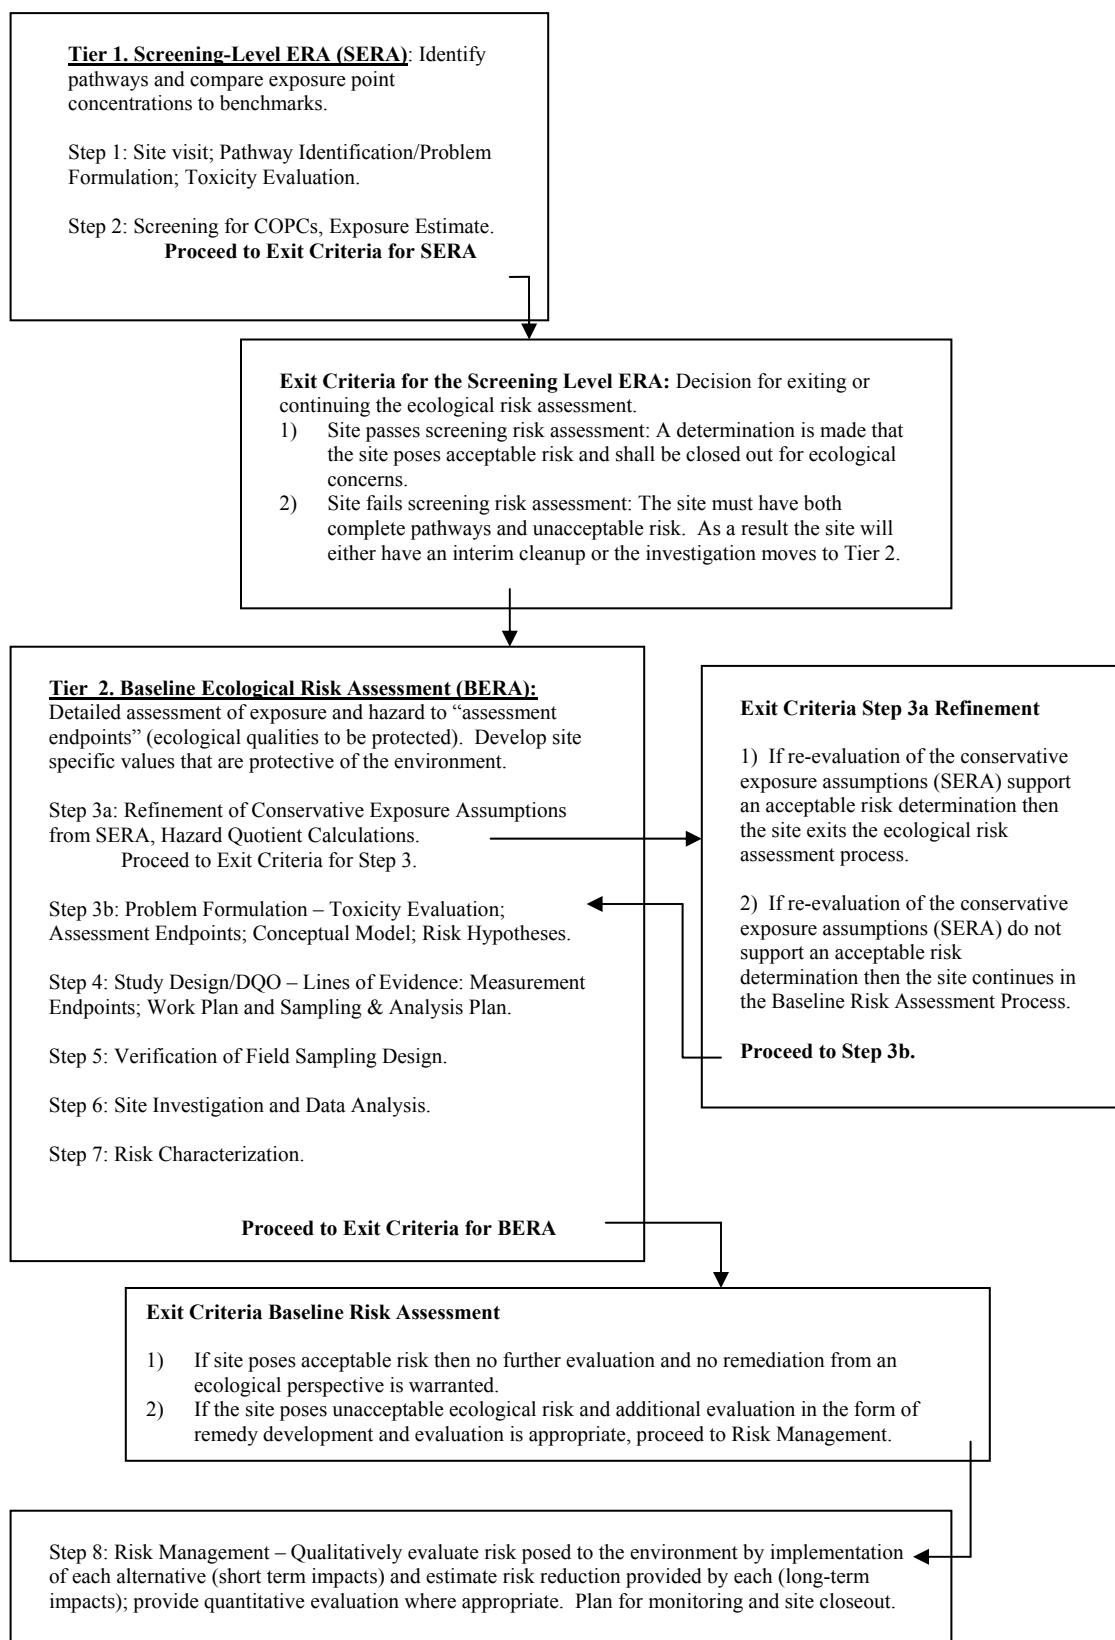 Tier 1. Screening-Level ERA (SERA): Identify
pathways and compare exposure point
concentrations to benchmarks.
Step 1: Site visit; Pathway Identification/Problem
Formulation; Toxicity Evaluation.
Step 2: Screening for COPCs, Exposure Estimate.
Proceed to Exit Criteria for SERA
Exit Criteria for the Screening Level ERA: Decision for exiting or
continuing the ecological risk assessment.
1) Site passes screening risk assessment: A determination is made that
the site poses acceptable risk and shall be closed out for ecological
concerns.
2) Site fails screening risk assessment: The site must have both
complete pathways and unacceptable risk. As a result the site will
either have an interim cleanup or the investigation moves to Tier 2.
Tier 2. Baseline Ecological Risk Assessment (BERA):
Detailed assessment of exposure and hazard to “assessment
endpoints” (ecological qualities to be protected). Develop site
specific values that are protective of the environment.
Step 3a: Refinement of Conservative Exposure Assumptions
from SERA, Hazard Quotient Calculations.
Proceed to Exit Criteria for Step 3.
Step 3b: Problem Formulation – Toxicity Evaluation;
Assessment Endpoints; Conceptual Model; Risk Hypotheses.
Step 4: Study Design/DQO – Lines of Evidence: Measurement
Endpoints; Work Plan and Sampling & Analysis Plan.
Step 5: Verification of Field Sampling Design.
Step 6: Site Investigation and Data Analysis.
Step 7: Risk Characterization.
Proceed to Exit Criteria for BERA
Exit Criteria Step 3a Refinement
1) If re-evaluation of the conservative
exposure assumptions (SERA) support
an acceptable risk determination then
the site exits the ecological risk
assessment process.
2) If re-evaluation of the conservative
exposure assumptions (SERA) do not
support an acceptable risk
determination then the site continues in
the Baseline Risk Assessment Process.
Proceed to Step 3b.
Exit Criteria Baseline Risk Assessment
1) If site poses acceptable risk then no further evaluation and no remediation from an
ecological perspective is warranted.
2) If the site poses unacceptable ecological risk and additional evaluation in the form of
remedy development and evaluation is appropriate, proceed to Risk Management.
Step 8: Risk Management – Qualitatively evaluate risk posed to the environment by implementation
of each alternative (short term impacts) and estimate risk reduction provided by each (long-term
impacts); provide quantitative evaluation where appropriate. Plan for monitoring and site closeout.